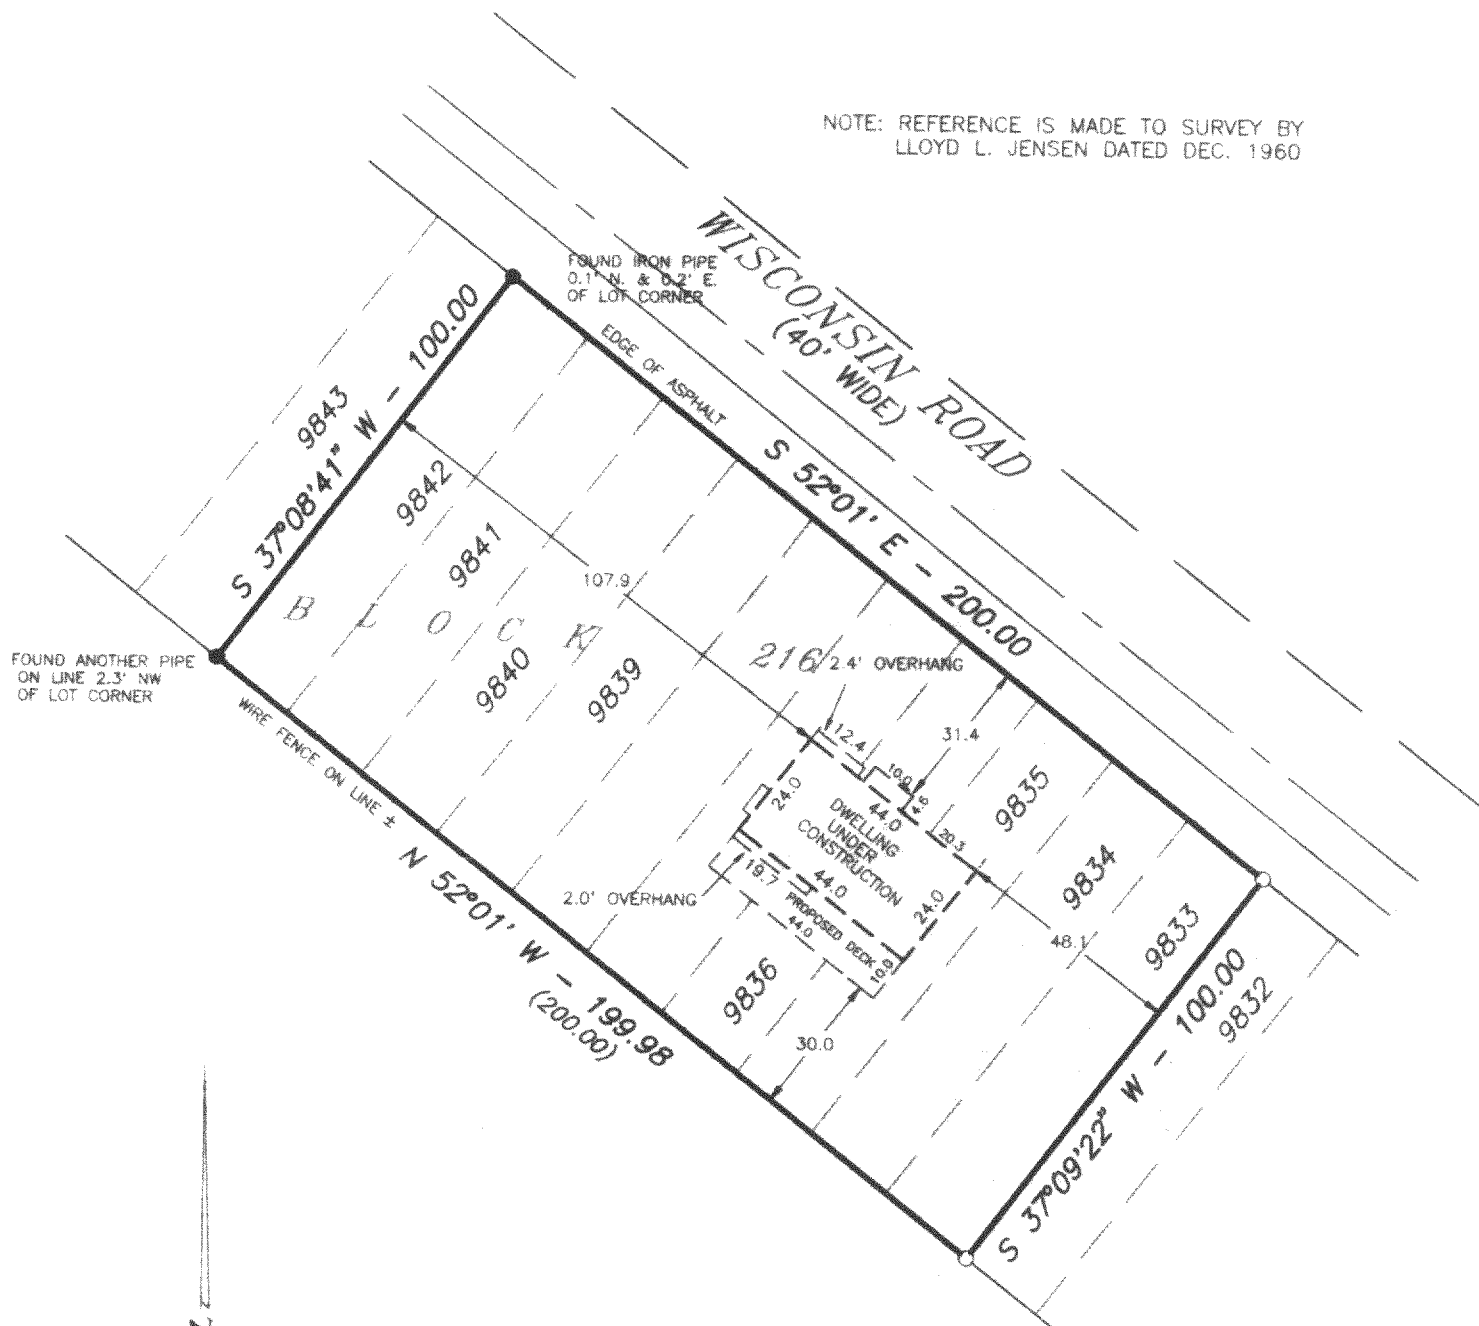 NOTE: REFERENCE IS MADE TO SURVEY BY
LLOYD L. JENSEN DATED DEC. 1960
WISCONSIN ROAD
(40' WIDE)
FOUND IRON PIPE
0.1' N. & 0.2' E.
OF LOT CORNER
EDGE OF ASPHALT
S 52°01' E - 200.00
S 37°08'41" W - 100.00
9843
9842
9841
9840
9839
BLOCK
216
107.9
2.4' OVERHANG
31.4
12.4
10.0
4.6
44.0
20.3
24.0
DWELLING
UNDER
CONSTRUCTION
44.0
24.0
19.7
PROPOSED DECK
44.0
10.0
2.0' OVERHANG
48.1
30.0
9836
9835
9834
9833
9832
FOUND ANOTHER PIPE
ON LINE 2.3' NW
OF LOT CORNER
WIRE FENCE ON LINE ±
N 52°01' W - 199.98
(200.00)
S 37°09'22" W - 100.00